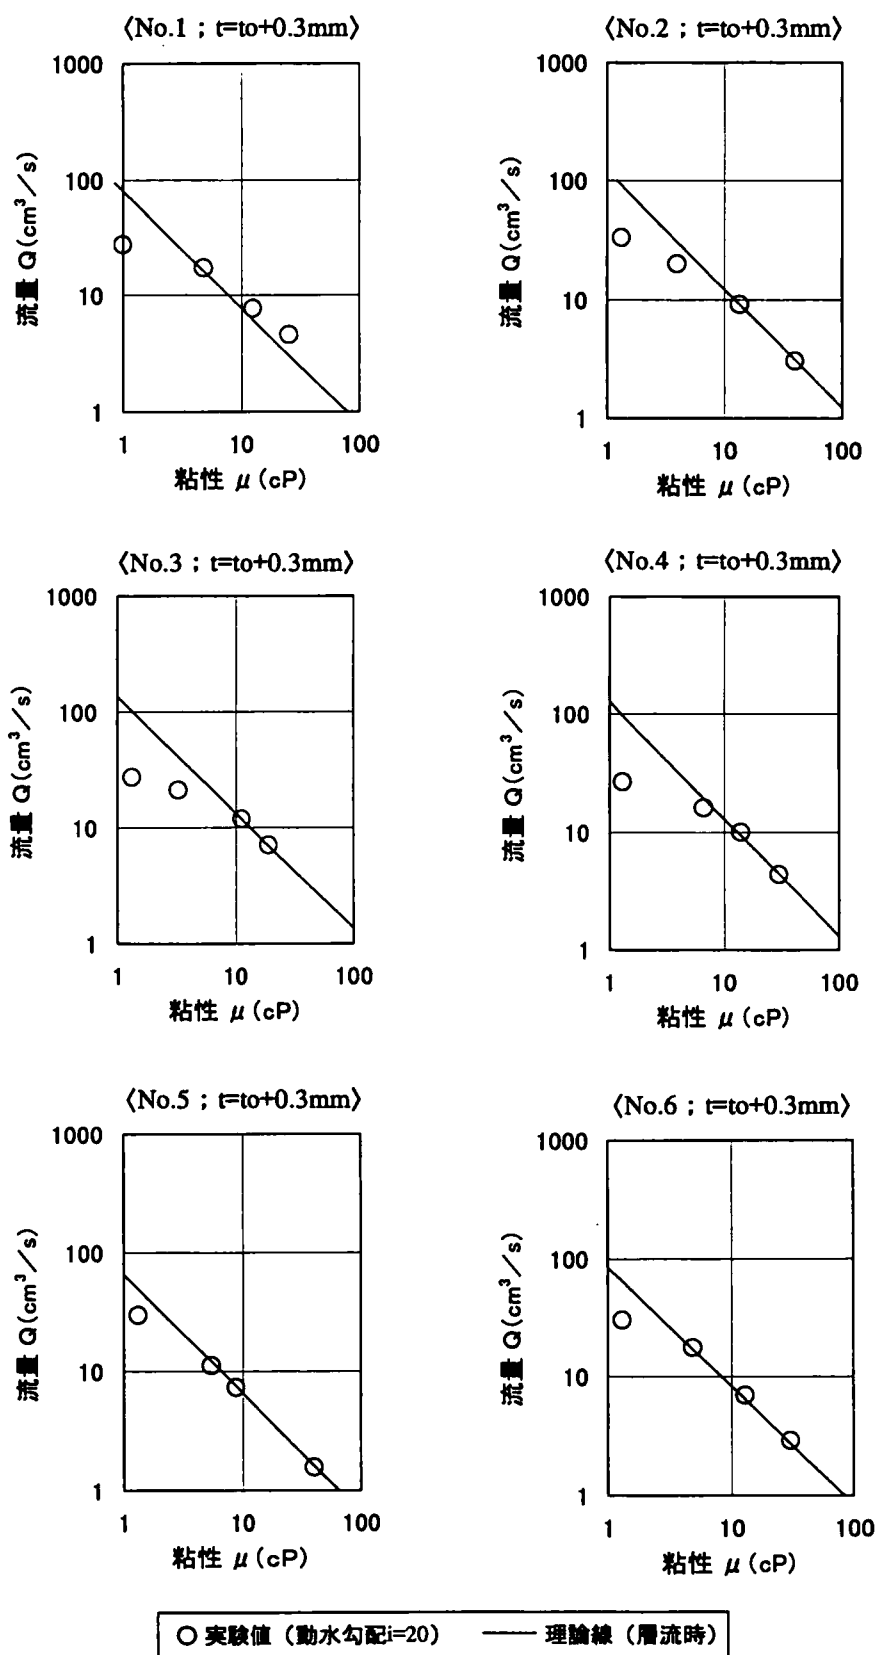 〈No.1 ; t=to+0.3mm〉
1000
100
10
1
流量 Q(cm³/s)
1 10 100
粘性 μ(cP)
〈No.2 ; t=to+0.3mm〉
1000
100
10
1
流量 Q(cm³/s)
1 10 100
粘性 μ(cP)
〈No.3 ; t=to+0.3mm〉
1000
100
10
1
流量 Q(cm³/s)
1 10 100
粘性 μ(cP)
〈No.4 ; t=to+0.3mm〉
1000
100
10
1
流量 Q(cm³/s)
1 10 100
粘性 μ(cP)
〈No.5 ; t=to+0.3mm〉
1000
100
10
1
流量 Q(cm³/s)
1 10 100
粘性 μ(cP)
〈No.6 ; t=to+0.3mm〉
1000
100
10
1
流量 Q(cm³/s)
1 10 100
粘性 μ(cP)
○ 実験値(動水勾配i=20) —— 理論線(層流時)